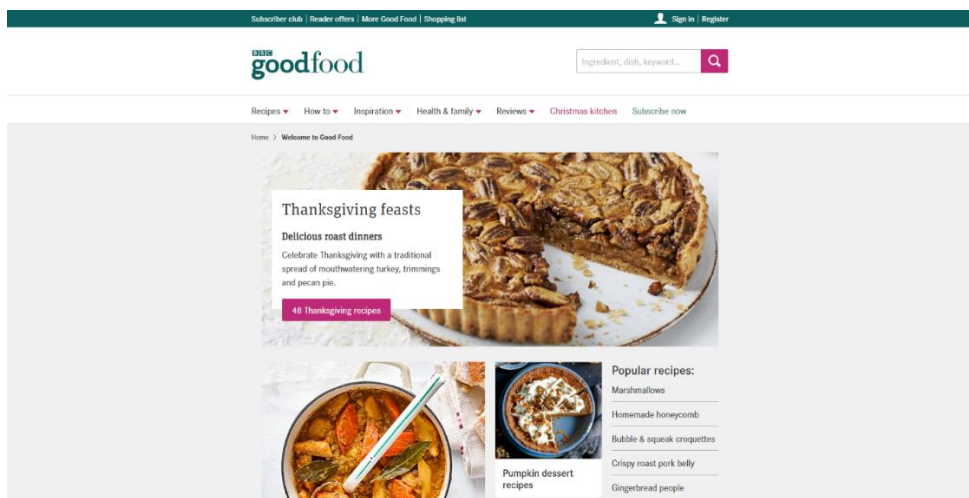 Subscriber club | Reader offers | More Good Food | Shopping list
Sign in | Register
BBC
goodfood
Ingredient, dish, keyword...
Recipes
How to
Inspiration
Health & family
Reviews
Christmas kitchen
Subscribe now
Home > Welcome to Good Food
Thanksgiving feasts
Delicious roast dinners
Celebrate Thanksgiving with a traditional
spread of mouthwatering turkey, trimmings
and pecan pie.
48 Thanksgiving recipes
Pumpkin dessert
recipes
Popular recipes:
Marshmallows
Homemade honeycomb
Bubble & squeak croquettes
Crispy roast pork belly
Gingerbread people